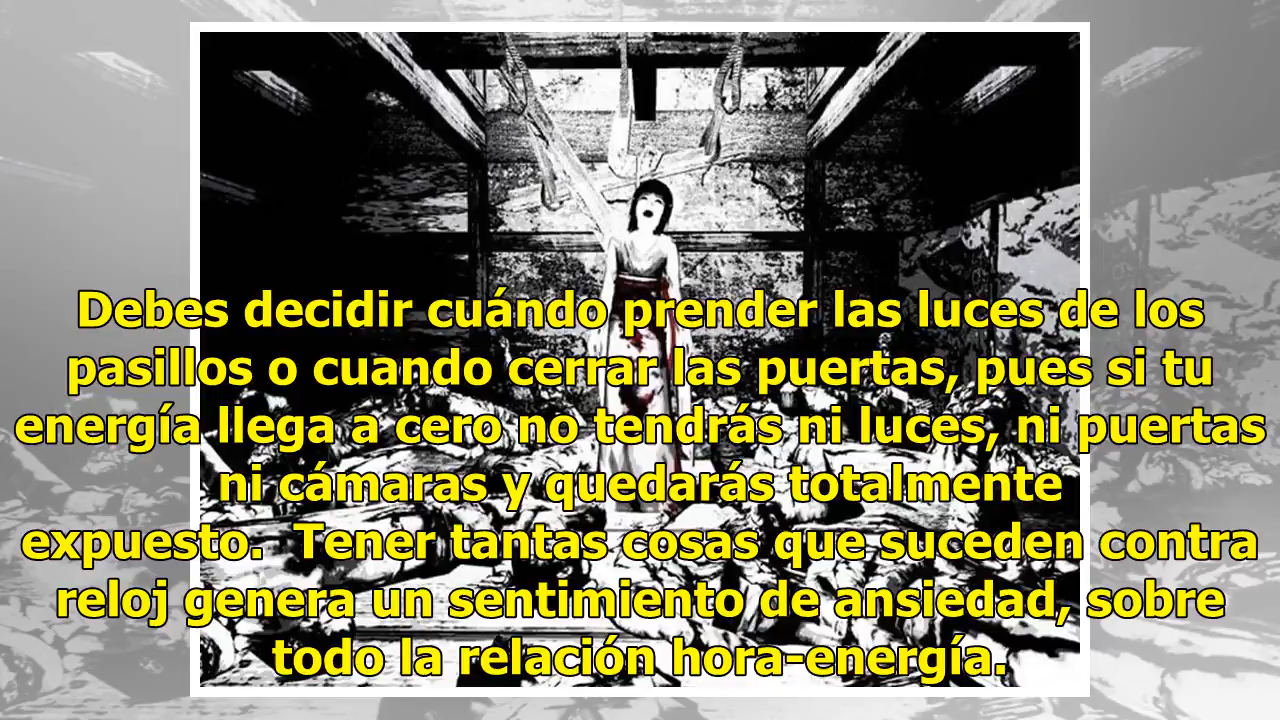 Debes decidir cuándo prender las luces de los
pasillos o cuando cerrar las puertas, pues si tu
energía llega a cero no tendrás ni luces, ni puertas
ni cámaras y quedarás totalmente
expuesto.  Tener tantas cosas que suceden contra
reloj genera un sentimiento de ansiedad, sobre
todo la relación hora-energía.